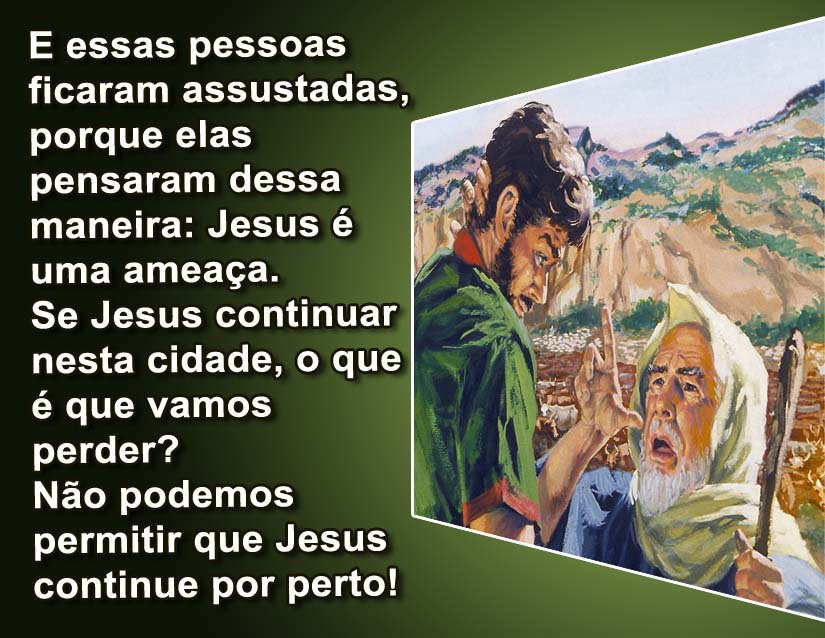 E essas pessoas
ficaram assustadas,
porque elas
pensaram dessa
maneira: Jesus é
uma ameaça.
Se Jesus continuar
nesta cidade, o que
é que vamos
perder?
Não podemos
permitir que Jesus
continue por perto!